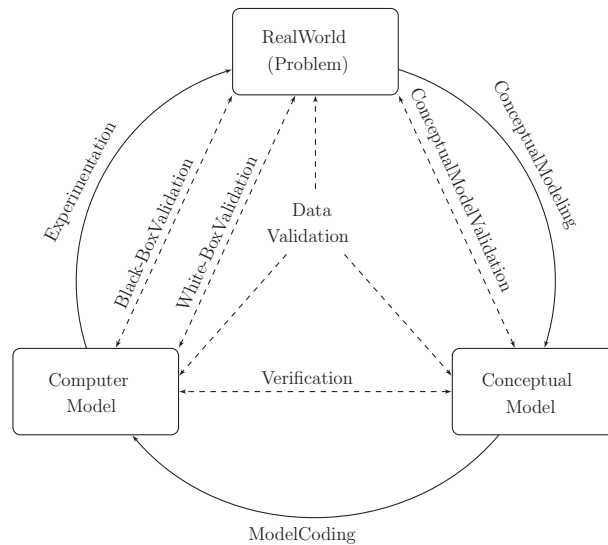 RealWorld
(Problem)
Experimentation
Black-BoxValidation
White-BoxValidation
ConceptualModelValidation
ConceptualModeling
Data
Validation
Computer
Model
Verification
Conceptual
Model
ModelCoding